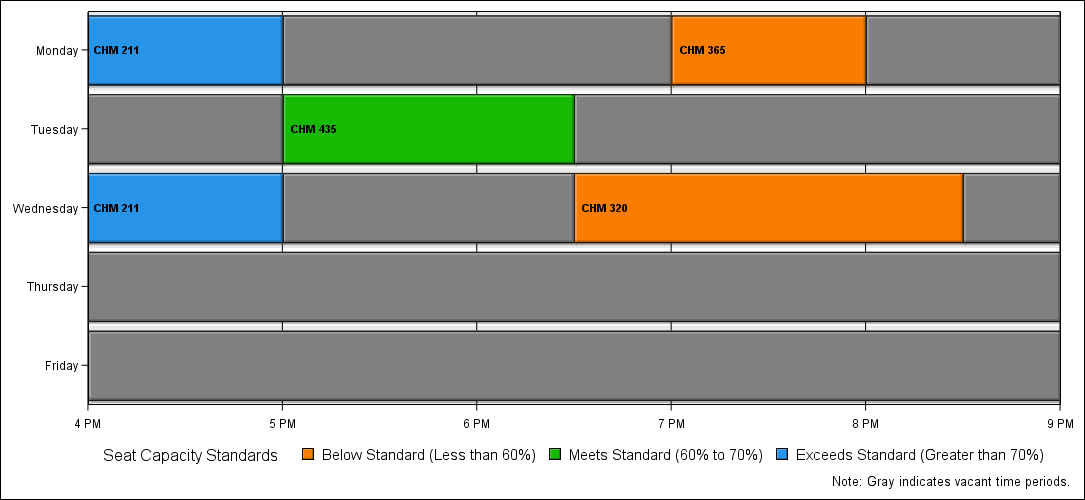 Monday
CHM 211
CHM 365
Tuesday
CHM 435
Wednesday
CHM 211
CHM 320
Thursday
Friday
4 PM 5 PM 6 PM 7 PM 8 PM 9 PM
Seat Capacity Standards Below Standard (Less than 60%) Meets Standard (60% to 70%) Exceeds Standard (Greater than 70%)
Note: Gray indicates vacant time periods.